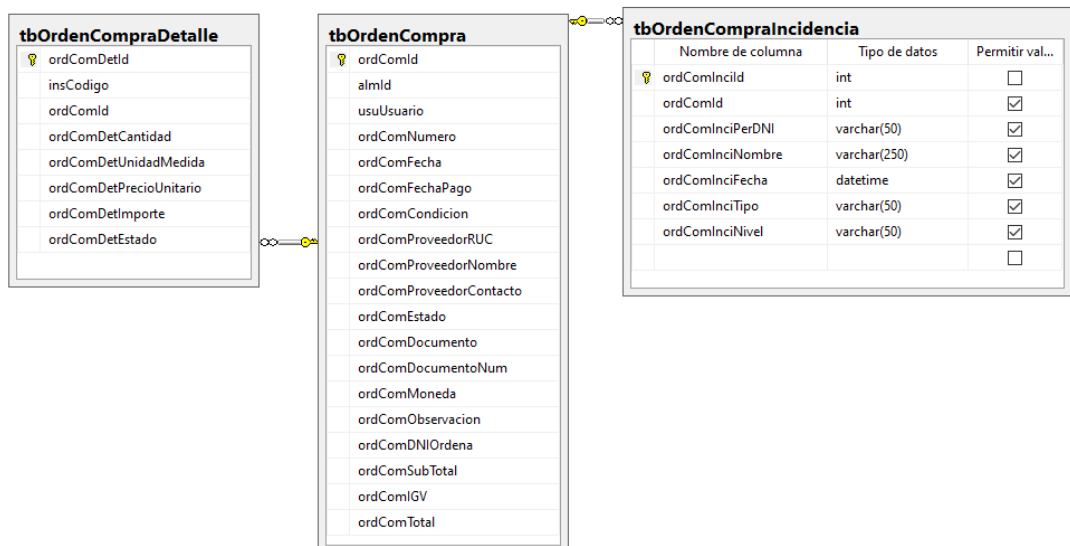 tbOrdenCompraDetalle
ordComDetId
insCodigo
ordComId
ordComDetCantidad
ordComDetUnidadMedida
ordComDetPrecioUnitario
ordComDetImporte
ordComDetEstado
tbOrdenCompra
ordComId
almId
usuUsuario
ordComNumero
ordComFecha
ordComFechaPago
ordComCondicion
ordComProveedorRUC
ordComProveedorNombre
ordComProveedorContacto
ordComEstado
ordComDocumento
ordComDocumentoNum
ordComMoneda
ordComObservacion
ordComDNIOrdena
ordComSubTotal
ordComIGV
ordComTotal
tbOrdenCompraIncidencia
Nombre de columna Tipo de datos Permitir val...
ordComInciId int
ordComId int
ordComInciPerDNI varchar(50)
ordComInciNombre varchar(250)
ordComInciFecha datetime
ordComInciTipo varchar(50)
ordComInciNivel varchar(50)